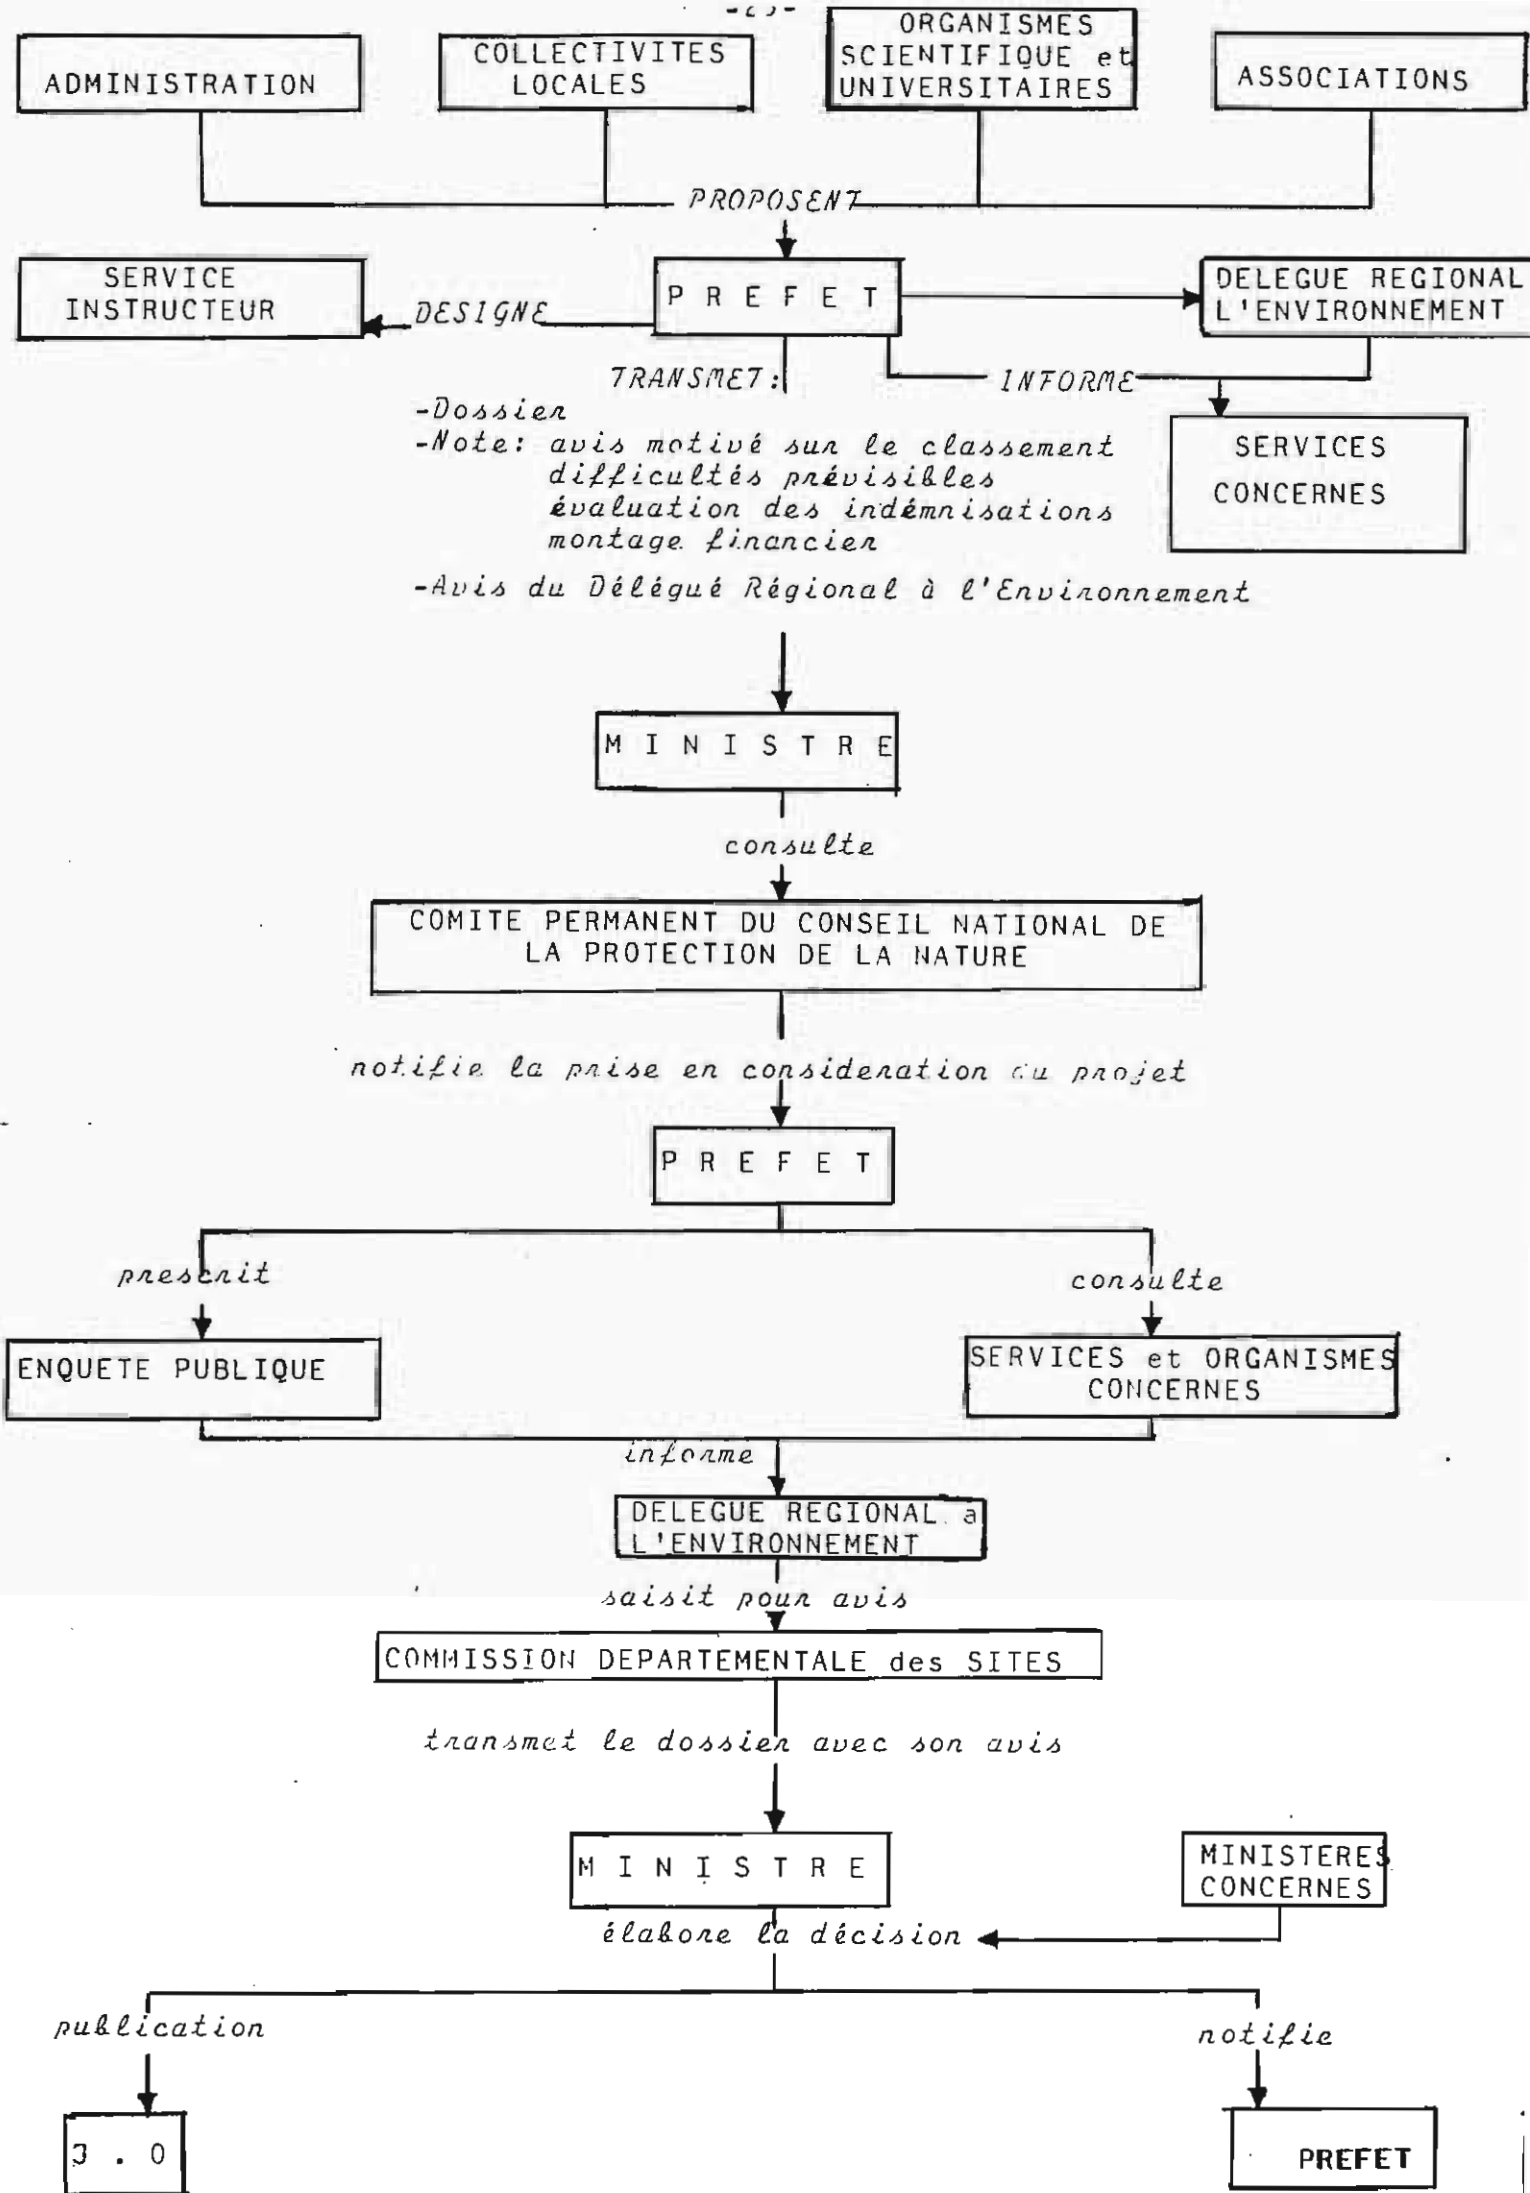 ADMINISTRATION
COLLECTIVITES
LOCALES
ORGANISMES
SCIENTIFIQUE et
UNIVERSITAIRES
ASSOCIATIONS
PROPOSENT
SERVICE
INSTRUCTEUR
DESIGNE
P R E F E T
DELEGUE REGIONAL
L'ENVIRONNEMENT
TRANSMET:
INFORME
SERVICES
CONCERNES
-Dossier
-Note: avis motivé sur le classement
difficultés prévisibles
évaluation des indémnisations
montage financier
-Avis du Délégué Régional à l'Environnement
M I N I S T R E
consulte
COMITE PERMANENT DU CONSEIL NATIONAL DE
LA PROTECTION DE LA NATURE
notifie la prise en consideration du projet
P R E F E T
prescrit
consulte
ENQUETE PUBLIQUE
SERVICES et ORGANISMES
CONCERNES
informe
DELEGUE REGIONAL a
L'ENVIRONNEMENT
saisit pour avis
COMMISSION DEPARTEMENTALE des SITES
transmet le dossier avec son avis
M I N I S T R E
MINISTERES
CONCERNES
élabore la décision
publication
notifie
J . O
PREFET